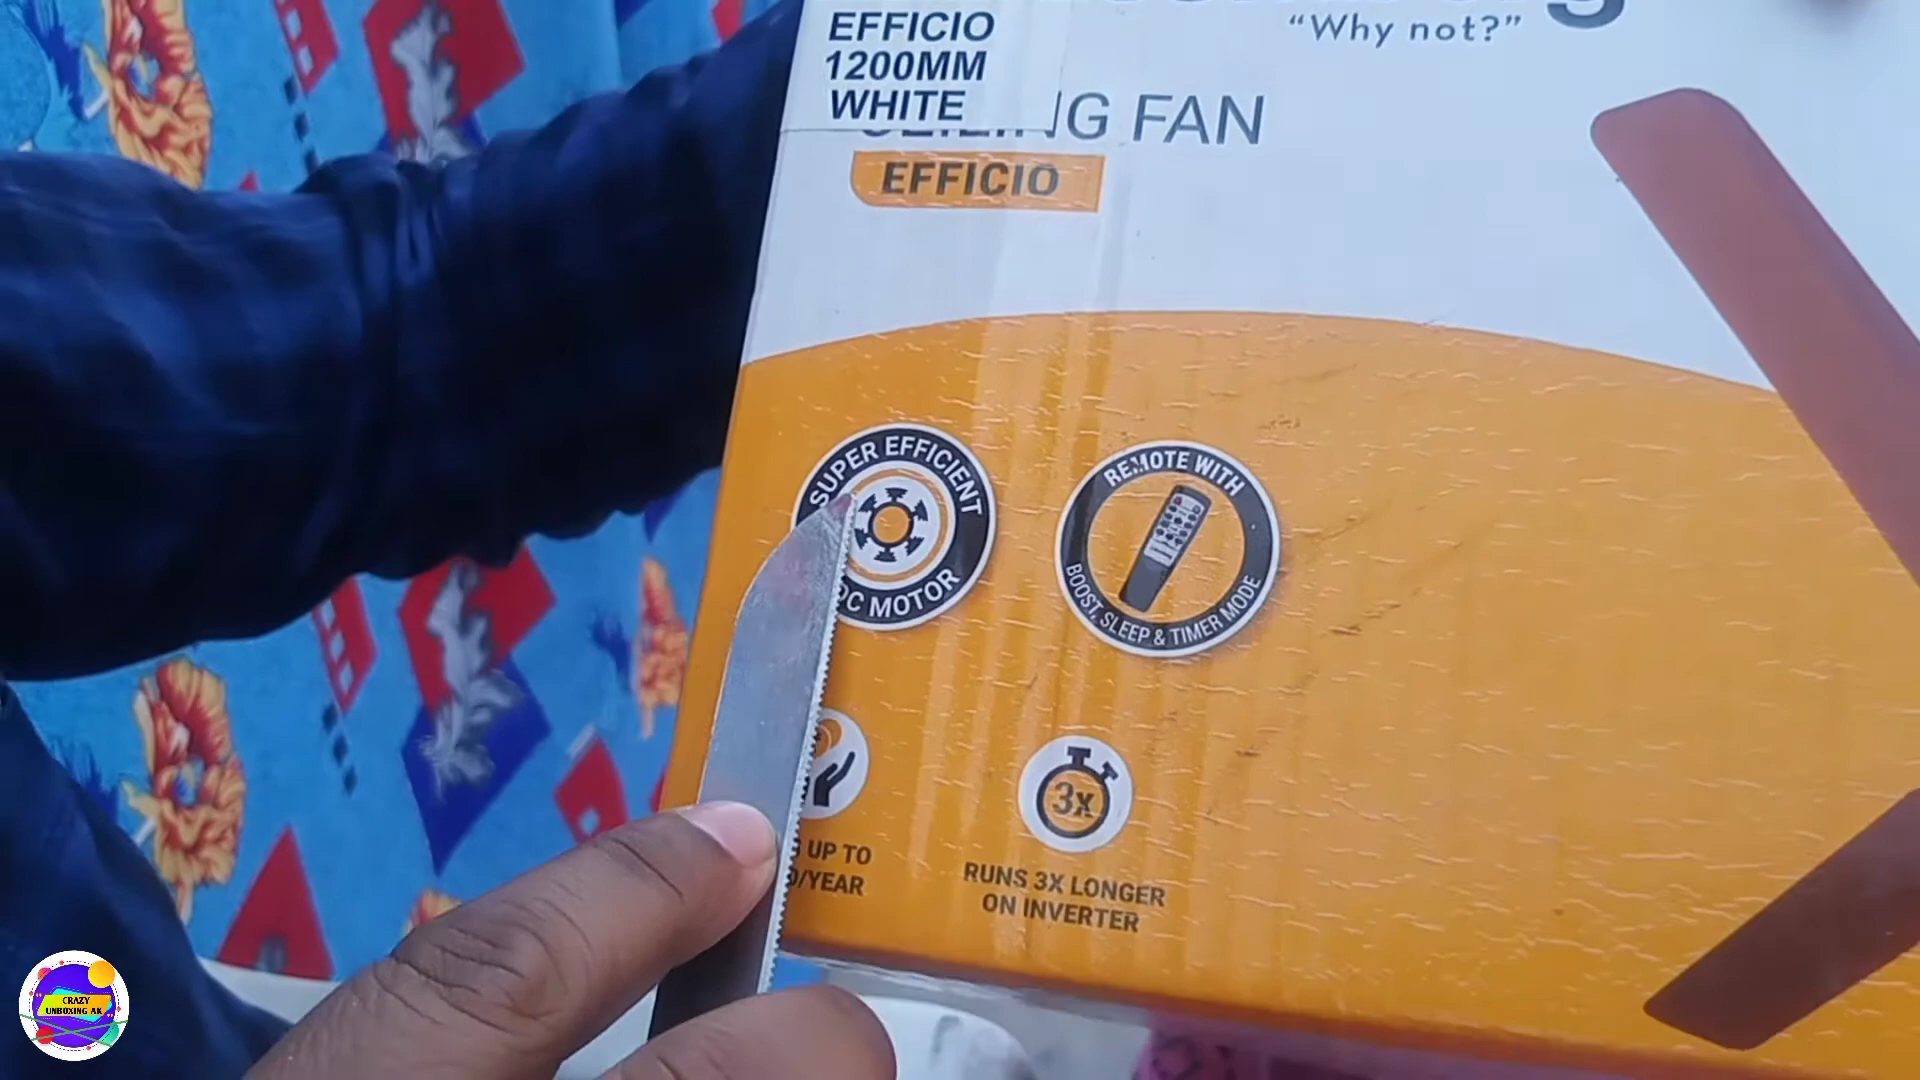 EFFICIO
1200MM
WHITE
"Why not?"
FAN
EFFICIO
SUPER EFFICIENT
MOTOR
REMOTE WITH
BOOST, SLEEP & TIMER MODE
3x
UP TO
/YEAR
RUNS 3X LONGER
ON INVERTER
CRAZY
UNBOXING AK